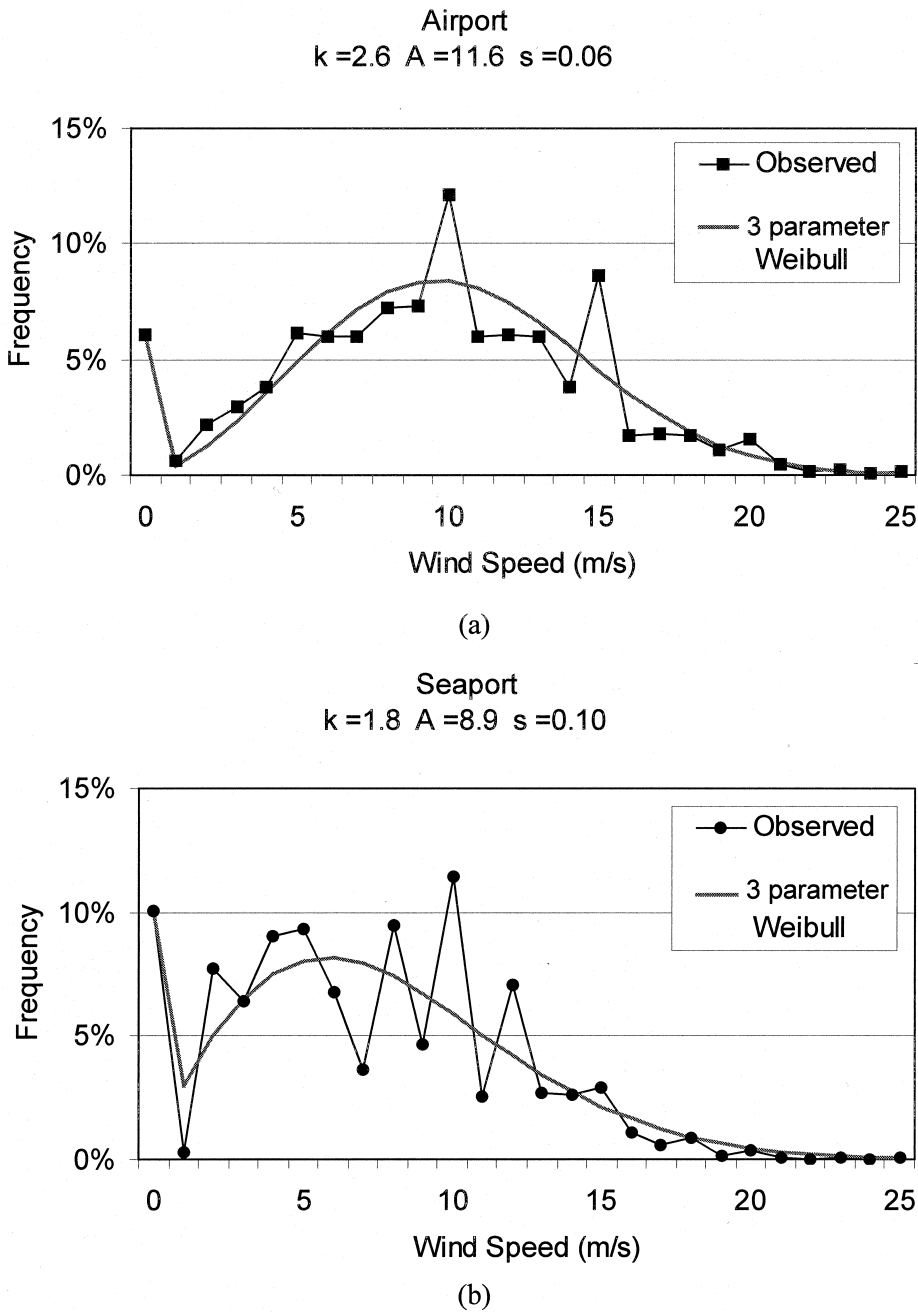 Airport
k =2.6 A =11.6 s =0.06
15%
10%
5%
0%
Frequency
Observed
3 parameter
Weibull
0 5 10 15 20 25
Wind Speed (m/s)
(a)
Seaport
k =1.8 A =8.9 s =0.10
15%
10%
5%
0%
Frequency
Observed
3 parameter
Weibull
0 5 10 15 20 25
Wind Speed (m/s)
(b)